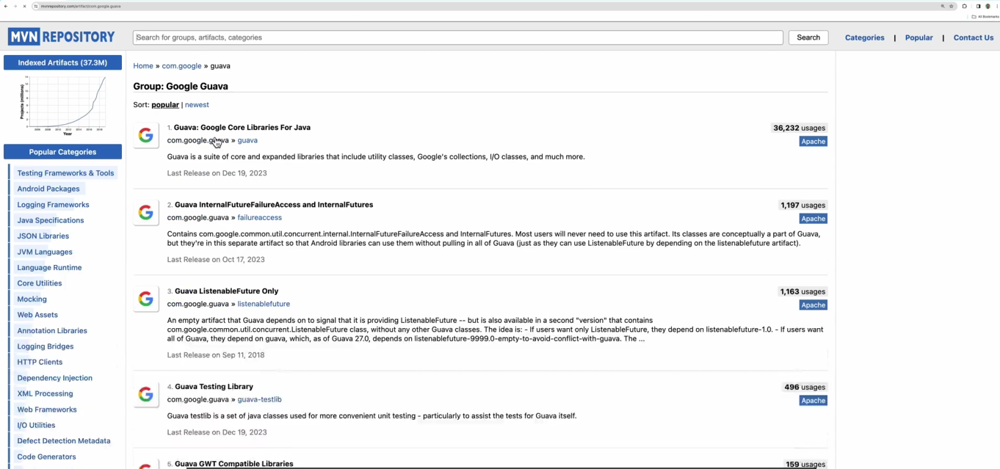 mvnrepository.com/artifact/com.google.guava
All Bookmarks
MVN REPOSITORY
Search for groups, artifacts, categories
Search
Categories | Popular | Contact Us
Indexed Artifacts (37.3M)
Projects (millions)
Year
Popular Categories
Testing Frameworks & Tools
Android Packages
Logging Frameworks
Java Specifications
JSON Libraries
JVM Languages
Language Runtime
Core Utilities
Mocking
Web Assets
Annotation Libraries
Logging Bridges
HTTP Clients
Dependency Injection
XML Processing
Web Frameworks
I/O Utilities
Defect Detection Metadata
Code Generators
Home » com.google » guava
Group: Google Guava
Sort: popular | newest
1. Guava: Google Core Libraries For Java
36,232 usages
com.google.guava » guava
Apache
Guava is a suite of core and expanded libraries that include utility classes, Google's collections, I/O classes, and much more.
Last Release on Dec 19, 2023
2. Guava InternalFutureFailureAccess and InternalFutures
1,197 usages
com.google.guava » failureaccess
Apache
Contains com.google.common.util.concurrent.internal.InternalFutureFailureAccess and InternalFutures. Most users will never need to use this artifact. Its classes are conceptually a part of Guava,
but they're in this separate artifact so that Android libraries can use them without pulling in all of Guava (just as they can use ListenableFuture by depending on the listenablefuture artifact).
Last Release on Oct 17, 2023
3. Guava ListenableFuture Only
1,163 usages
com.google.guava » listenablefuture
Apache
An empty artifact that Guava depends on to signal that it is providing ListenableFuture -- but is also available in a second "version" that contains
com.google.common.util.concurrent.ListenableFuture class, without any other Guava classes. The idea is: - If users want only ListenableFuture, they depend on listenablefuture-1.0. - If users want
all of Guava, they depend on guava, which, as of Guava 27.0, depends on listenablefuture-9999.0-empty-to-avoid-conflict-with-guava. The ...
Last Release on Sep 11, 2018
4. Guava Testing Library
496 usages
com.google.guava » guava-testlib
Apache
Guava testlib is a set of java classes used for more convenient unit testing - particularly to assist the tests for Guava itself.
Last Release on Dec 19, 2023
5. Guava GWT Compatible Libraries
159 usages